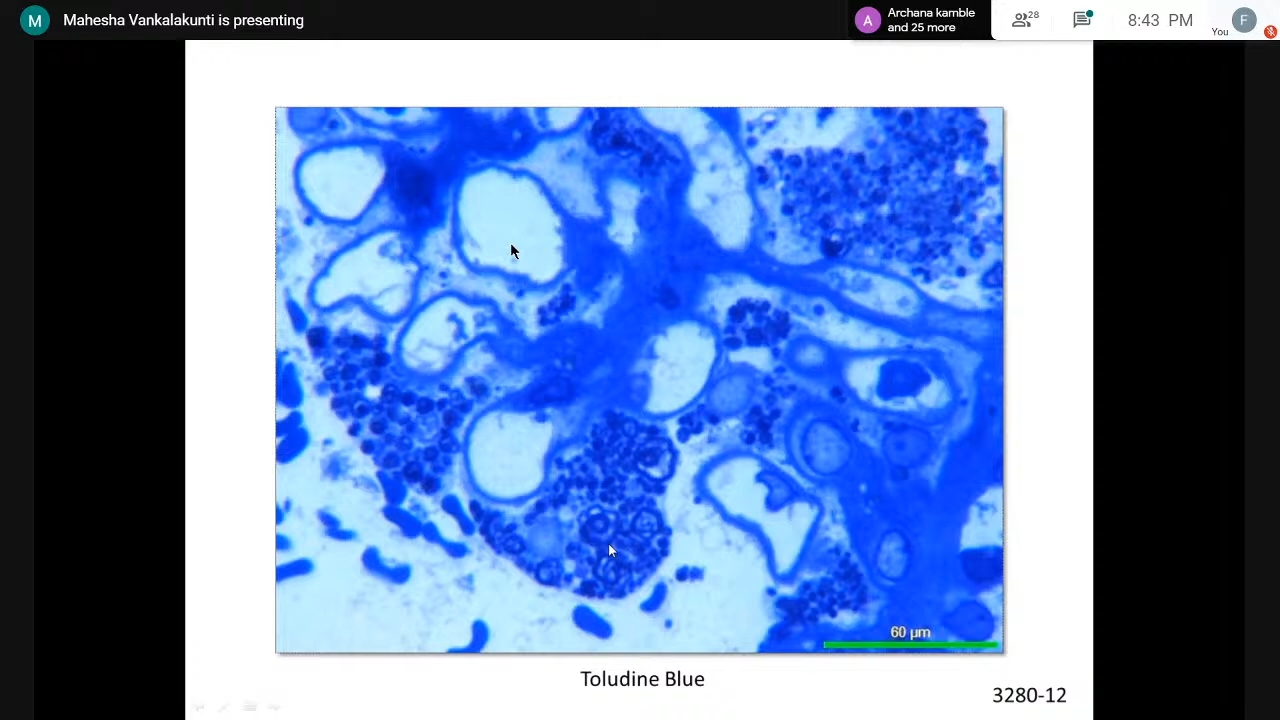 M Mahesha Vankalakunti is presenting
A Archana kamble
and 25 more
28
8:43 PM
You F
60 µm
Toludine Blue
3280-12